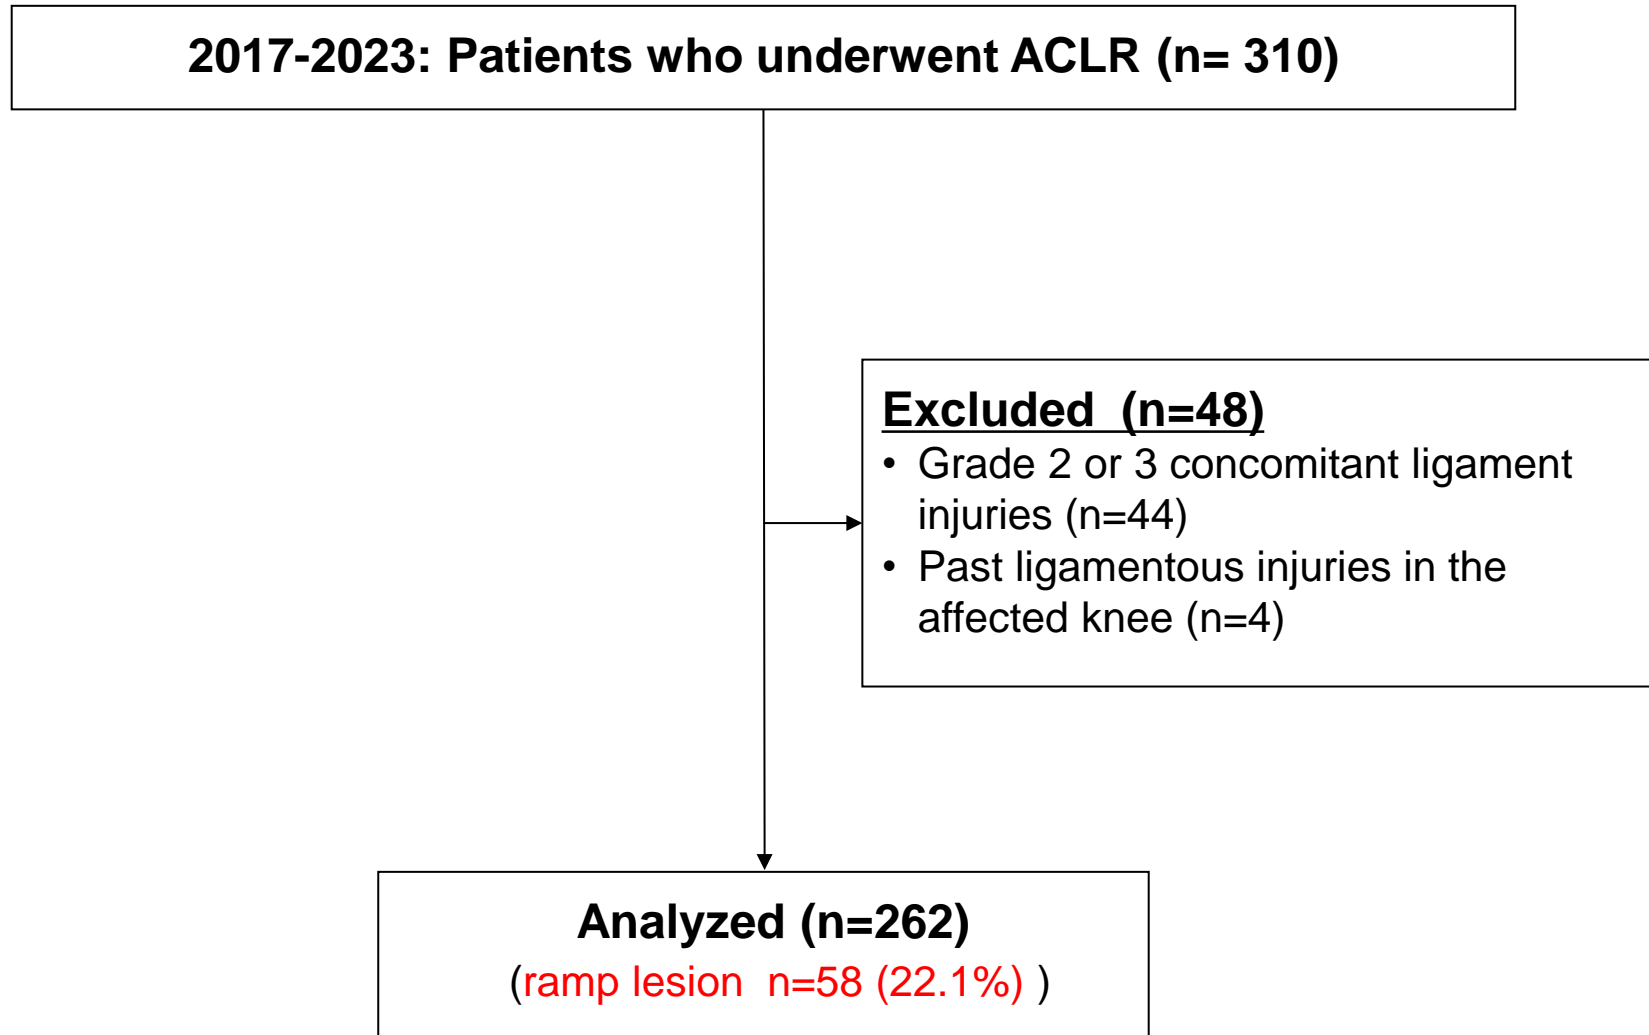 2017-2023: Patients who underwent ACLR (n= 310)
Excluded  (n=48)
• Grade 2 or 3 concomitant ligament
injuries (n=44)
• Past ligamentous injuries in the
affected knee (n=4)
Analyzed (n=262)
(ramp lesion  n=58 (22.1%) )